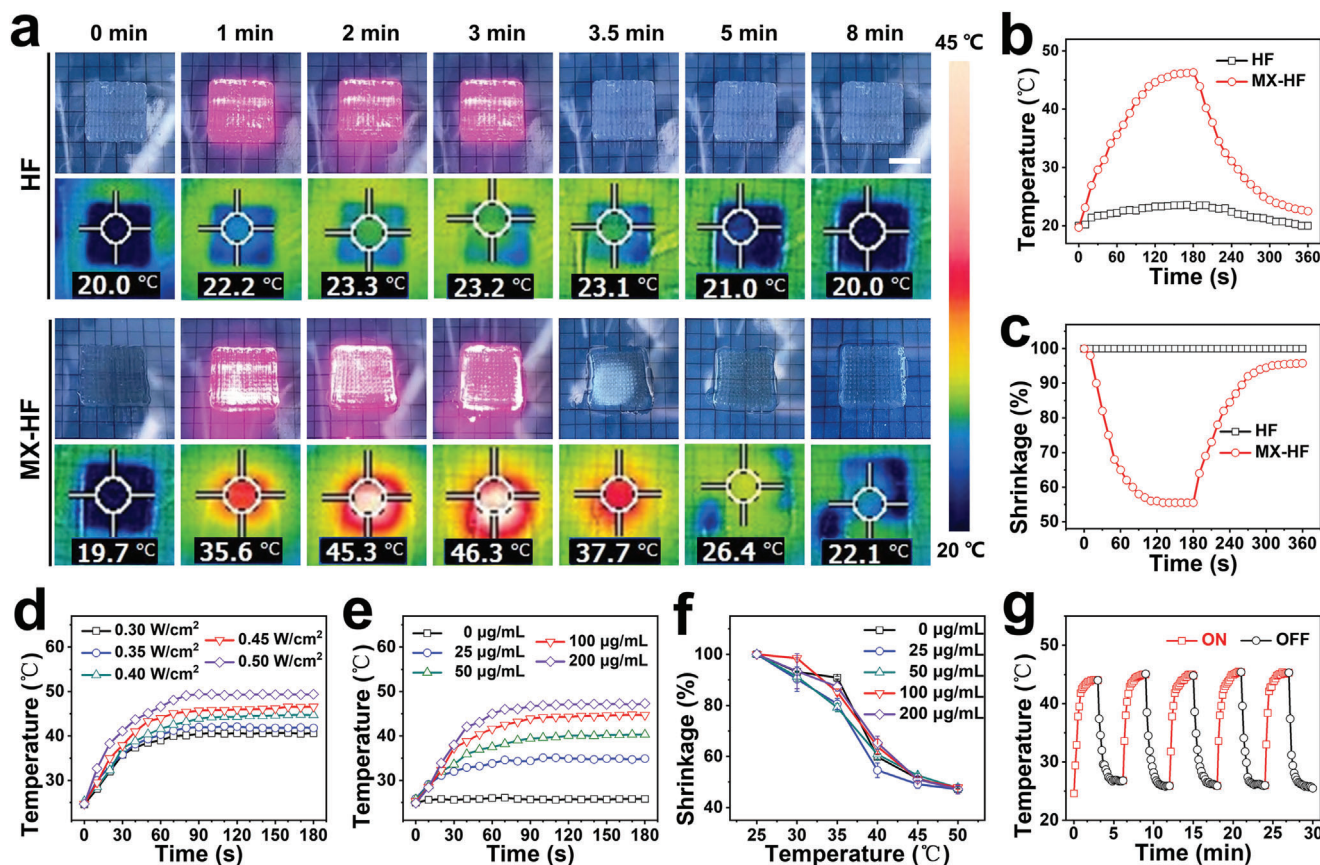 a
0 min 1 min 2 min 3 min 3.5 min 5 min 8 min
HF
20.0 °C 22.2 °C 23.3 °C 23.2 °C 23.1 °C 21.0 °C 20.0 °C
MX-HF
19.7 °C 35.6 °C 45.3 °C 46.3 °C 37.7 °C 26.4 °C 22.1 °C
45 ℃
20 ℃
b
Temperature (℃)
50
40
30
20
HF
MX-HF
0 60 120 180 240 300 360
Time (s)
c
Shrinkage (%)
100
90
80
70
60
50
HF
MX-HF
0 60 120 180 240 300 360
Time (s)
d
Temperature (℃)
60
50
40
30
0.30 W/cm²
0.35 W/cm²
0.40 W/cm²
0.45 W/cm²
0.50 W/cm²
0 30 60 90 120 150 180
Time (s)
e
Temperature (℃)
60
50
40
30
0 µg/mL
25 µg/mL
50 µg/mL
100 µg/mL
200 µg/mL
0 30 60 90 120 150 180
Time (s)
f
Shrinkage (%)
100
80
60
40
0 µg/mL
25 µg/mL
50 µg/mL
100 µg/mL
200 µg/mL
25 30 35 40 45 50
Temperature (℃)
g
Temperature (℃)
50
40
30
20
ON OFF
0 5 10 15 20 25 30
Time (min)